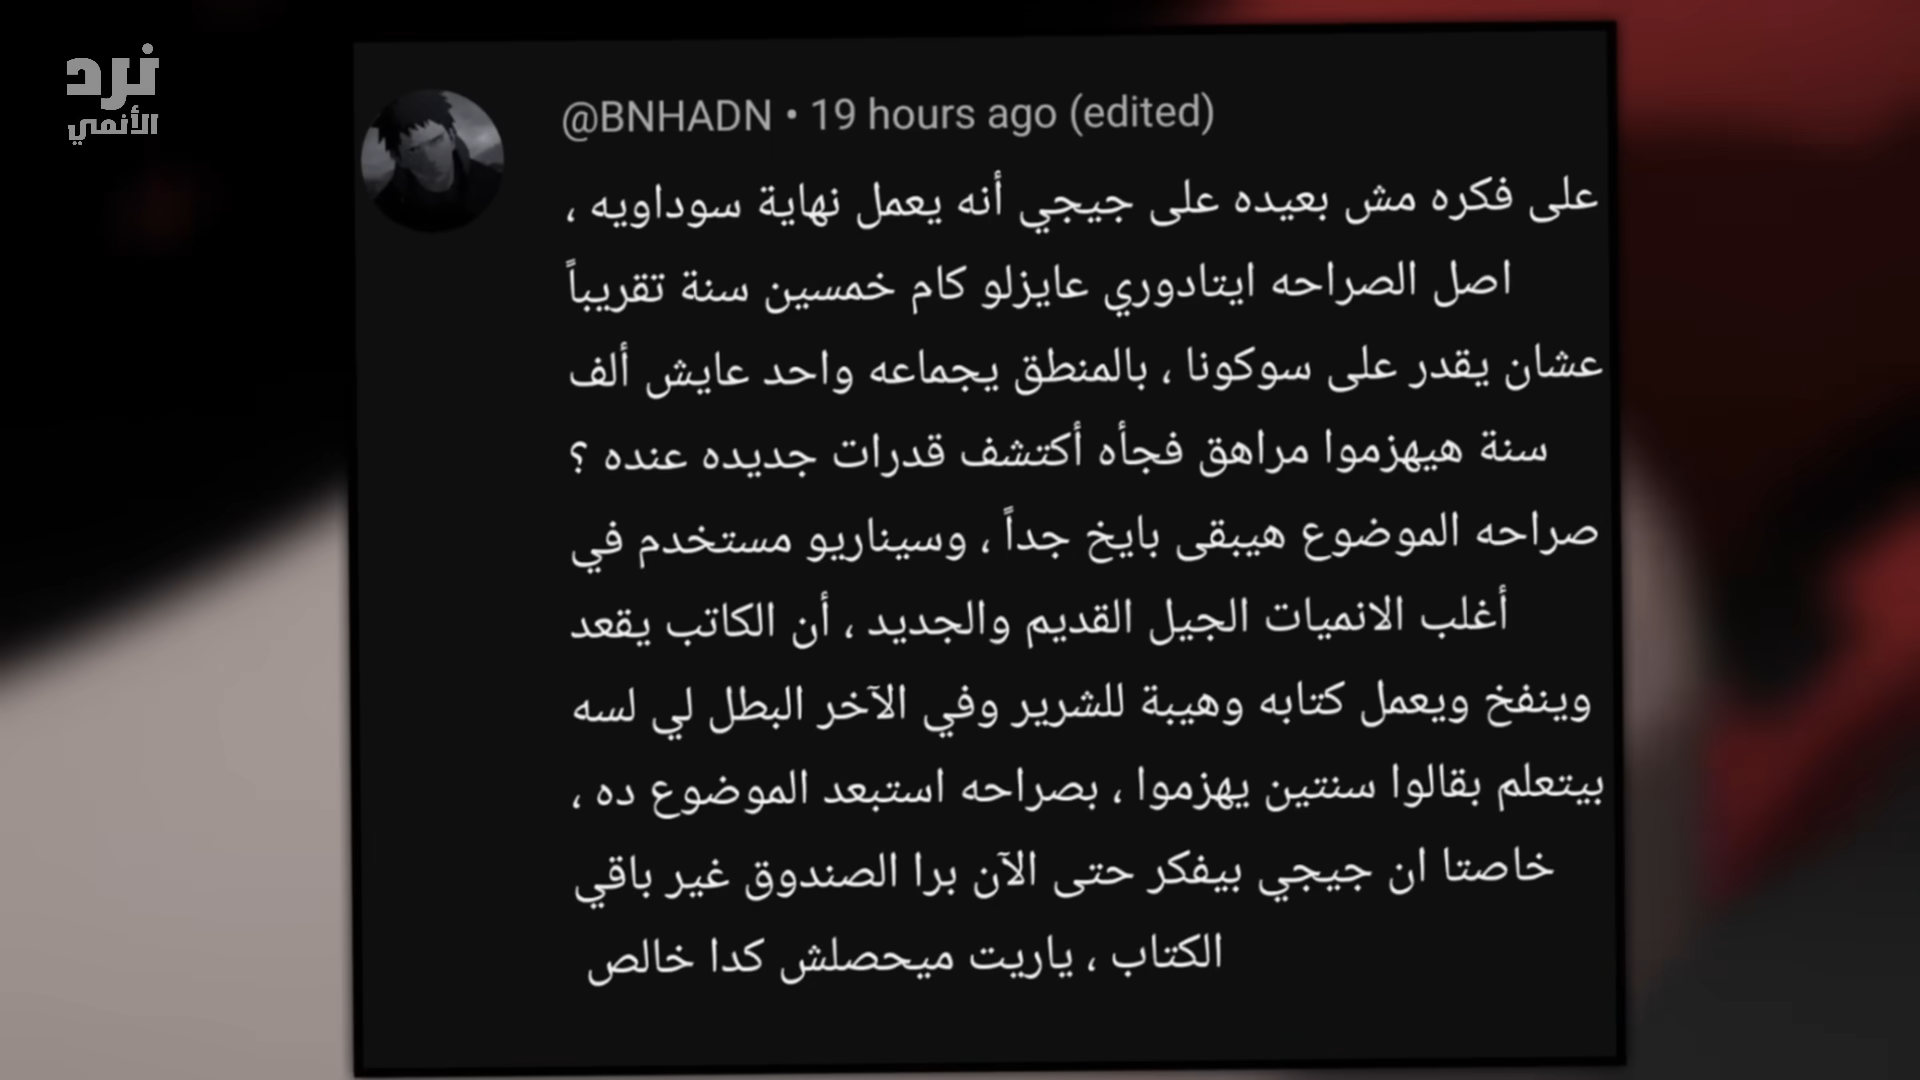 نرد
الأنمي
@BNHADN • 19 hours ago (edited)
على فكره مش بعيده على جيجي أنه يعمل نهاية سوداويه ،
اصل الصراحه ايتادوري عايزلو كام خمسين سنة تقريباً
عشان يقدر على سوكونا ، بالمنطق يجماعه واحد عايش ألف
سنة هيهزموا مراهق فجأه أكتشف قدرات جديده عنده ؟
صراحه الموضوع هيبقى بايخ جداً ، وسيناريو مستخدم في
أغلب الانميات الجيل القديم والجديد ، أن الكاتب يقعد
وينفخ ويعمل كتابه وهيبة للشرير وفي الآخر البطل لي لسه
بيتعلم بقالوا سنتين يهزموا ، بصراحه استبعد الموضوع ده ،
خاصتا ان جيجي بيفكر حتى الآن برا الصندوق غير باقي
الكتاب ، ياريت ميحصلش كدا خالص